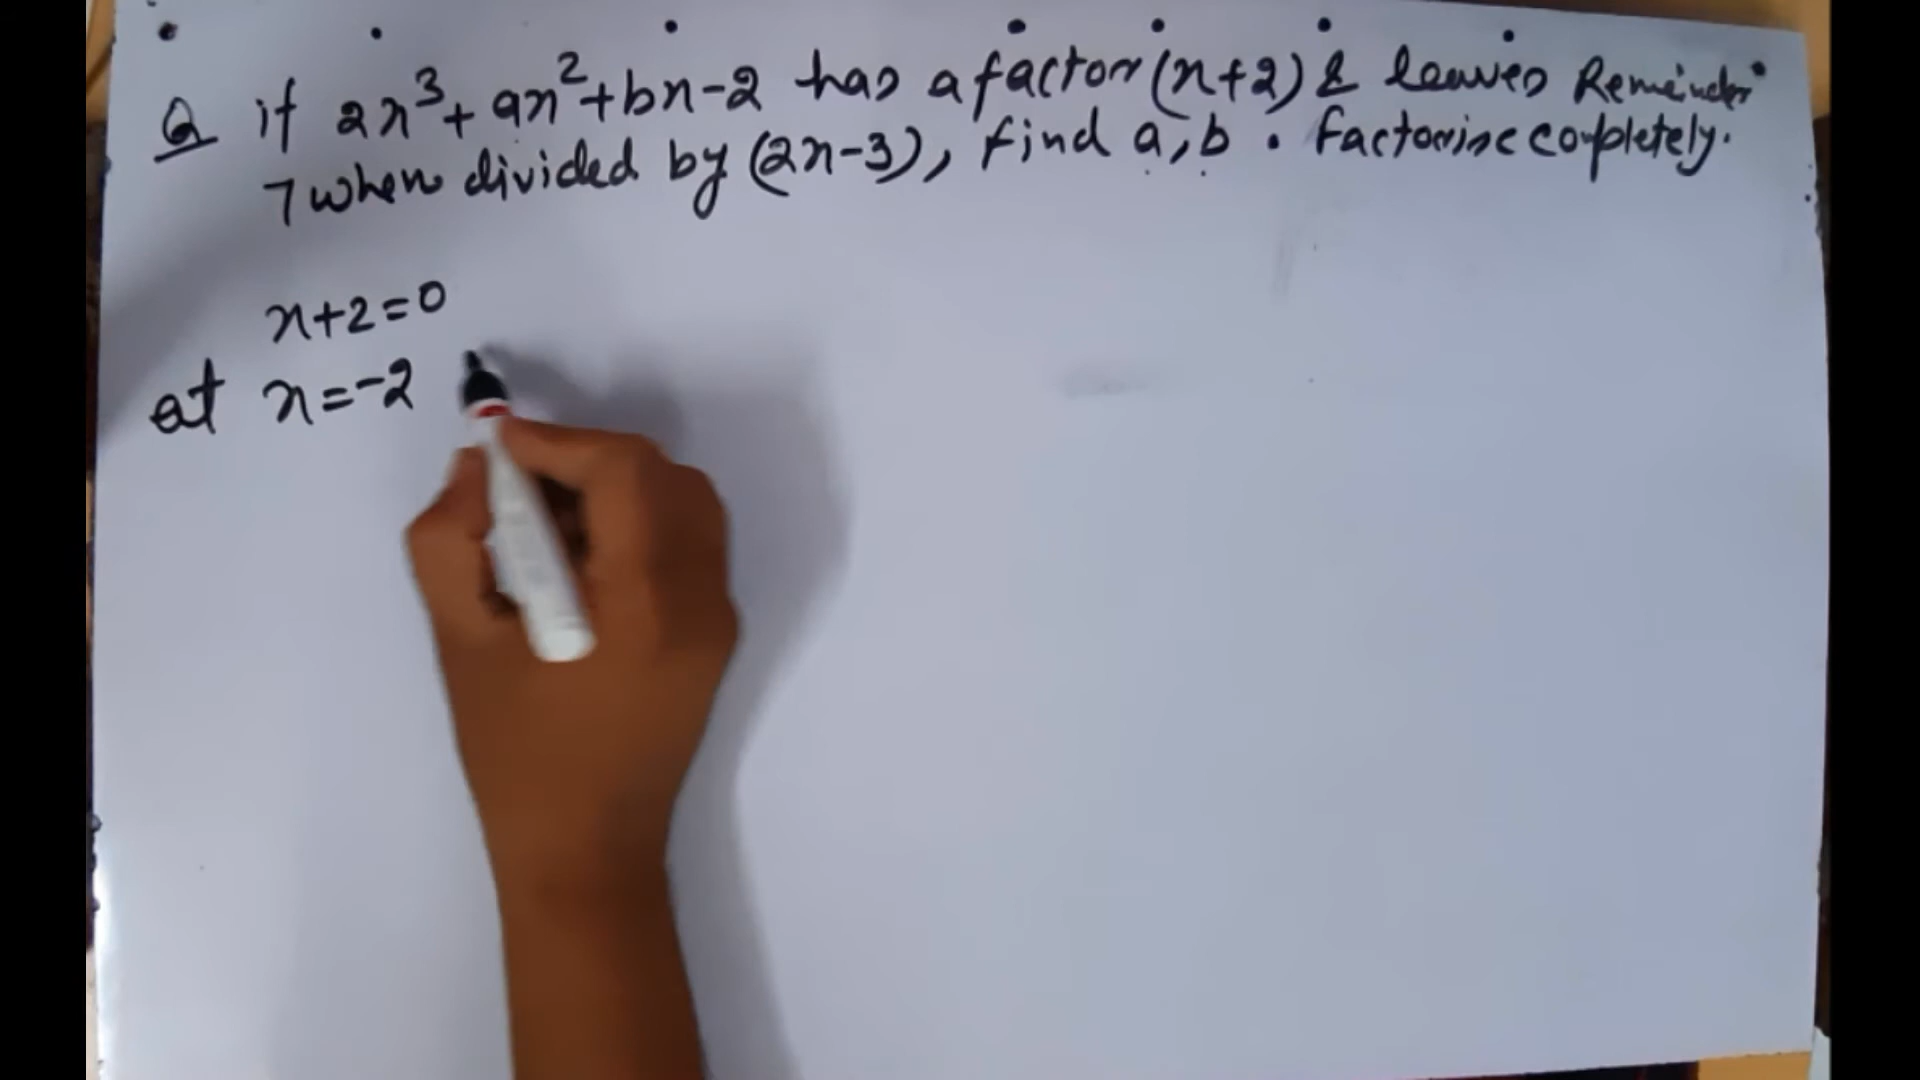 Q if 2x³+ax²+bx-2 has a factor (x+2) & leaves Remainder
7 when divided by (2x-3), find a,b . Factorise completely.
x+2=0
at x=-2